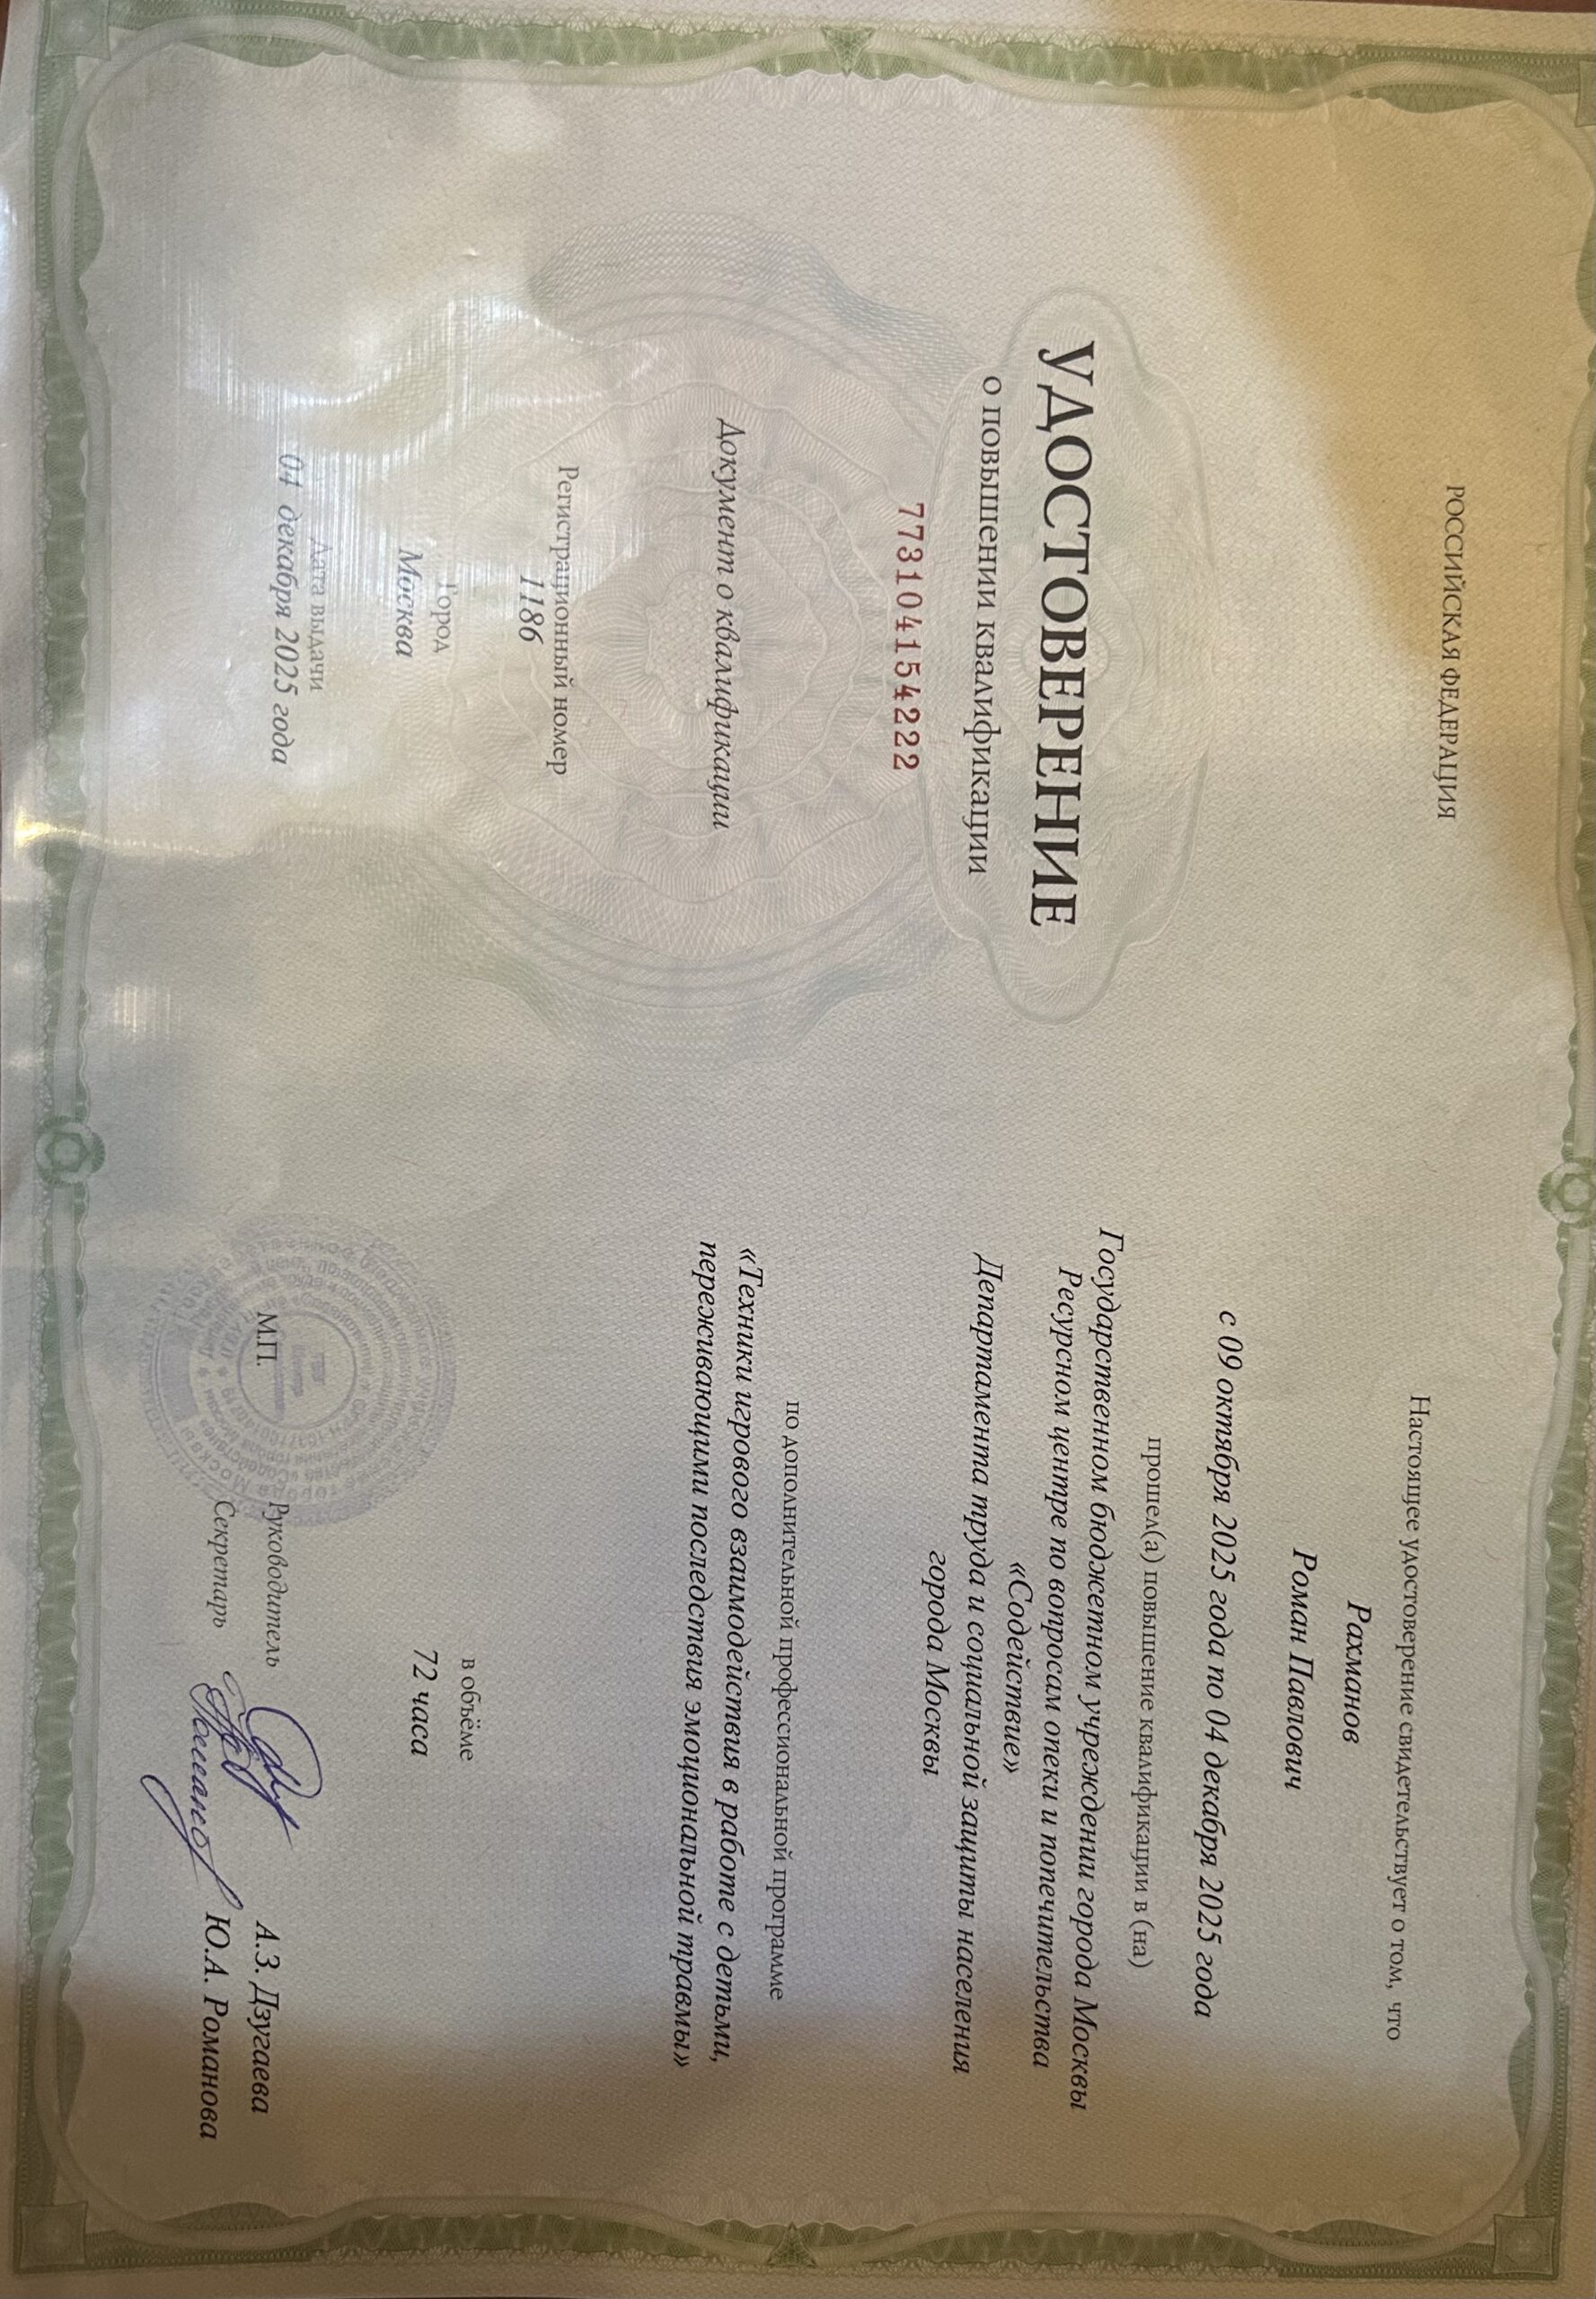 РОССИЙСКАЯ ФЕДЕРАЦИЯ
УДОСТОВЕРЕНИЕ
о повышении квалификации
773104154222
Документ о квалификации
Регистрационный номер
1186
Город
Москва
Дата выдачи
04 декабря 2025 года
Настоящее удостоверение свидетельствует о том, что
Рахманов
Роман Павлович
с 09 октября 2025 года по 04 декабря 2025 года
прошел(а) повышение квалификации в (на)
Государственном бюджетном учреждении города Москвы
Ресурсном центре по вопросам опеки и попечительства
«Содействие»
Департамента труда и социальной защиты населения
города Москвы
по дополнительной профессиональной программе
«Техники игрового взаимодействия в работе с детьми,
переживающими последствия эмоциональной травмы»
в объёме
72 часа
М.П.
Руководитель
А.З. Дзугаева
Секретарь
Ю.А. Романова